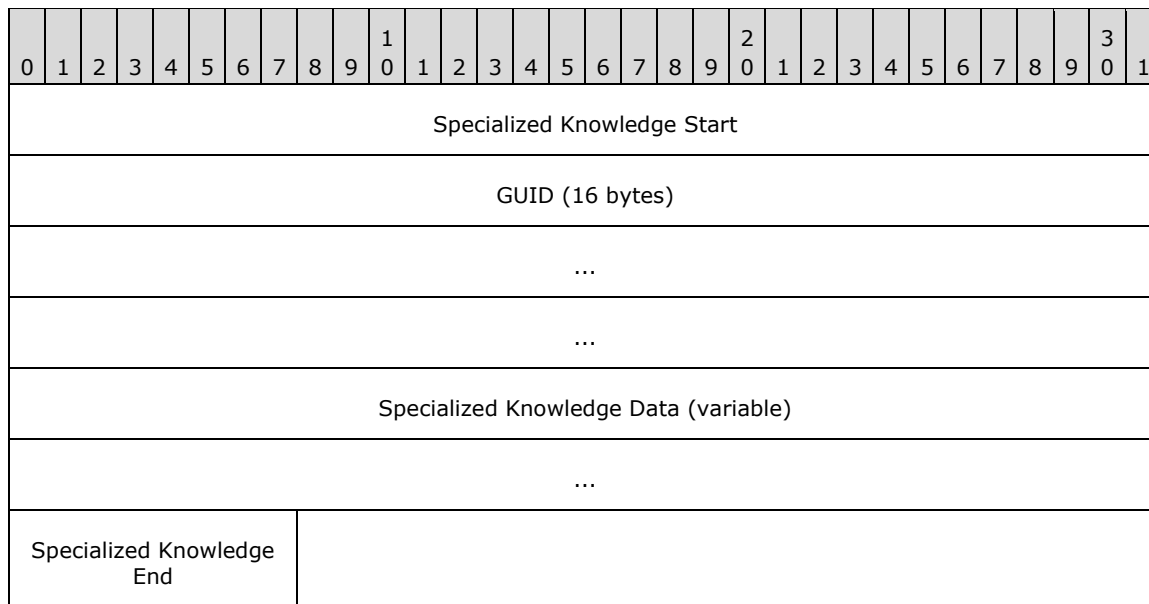 1 2 3
0 1 2 3 4 5 6 7 8 9 0 1 2 3 4 5 6 7 8 9 0 1 2 3 4 5 6 7 8 9 0 1
Specialized Knowledge Start
GUID (16 bytes)
...
...
Specialized Knowledge Data (variable)
...
Specialized Knowledge
End